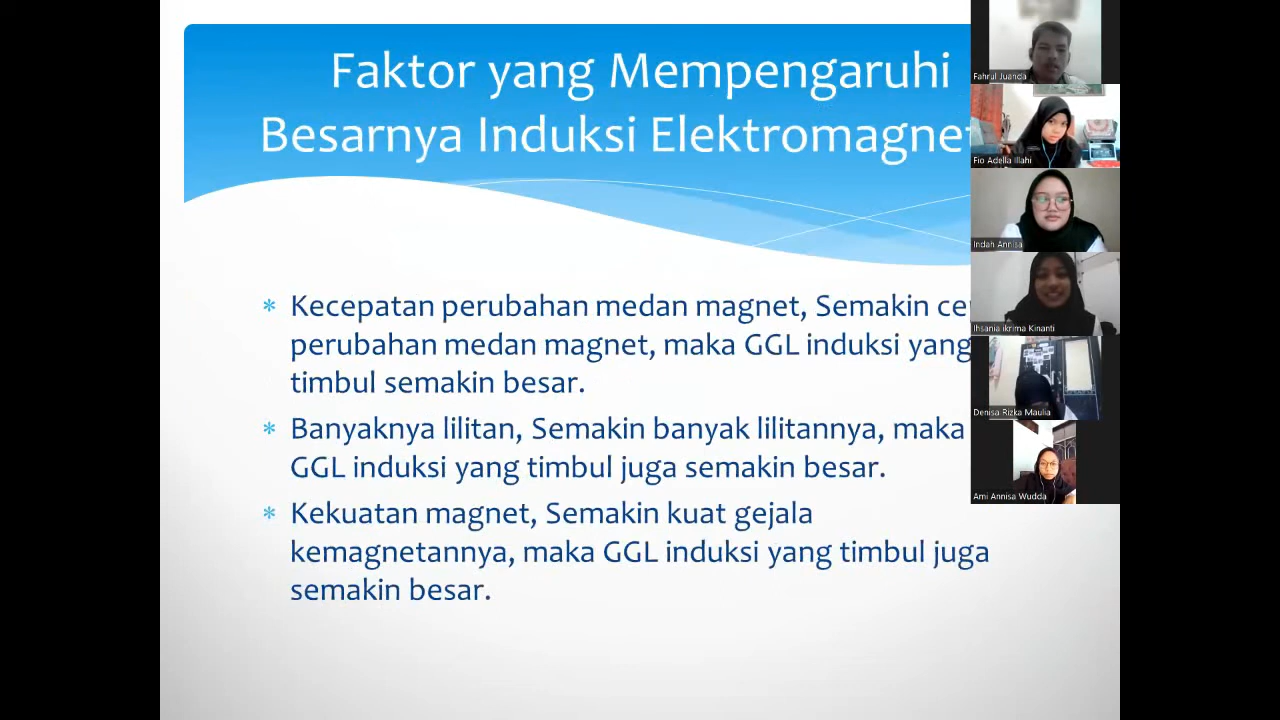 Faktor yang Mempengaruhi
Besarnya Induksi Elektromagne
Kecepatan perubahan medan magnet, Semakin ce
perubahan medan magnet, maka GGL induksi yang
timbul semakin besar.
Banyaknya lilitan, Semakin banyak lilitannya, maka
GGL induksi yang timbul juga semakin besar.
Kekuatan magnet, Semakin kuat gejala
kemagnetannya, maka GGL induksi yang timbul juga
semakin besar.
Fahrul Juanda
Fio Adella Illahi
Indah Annisa
Ihsania ikrima Kinanti
Denisa Rizka Maulia
Ami Annisa Wudda